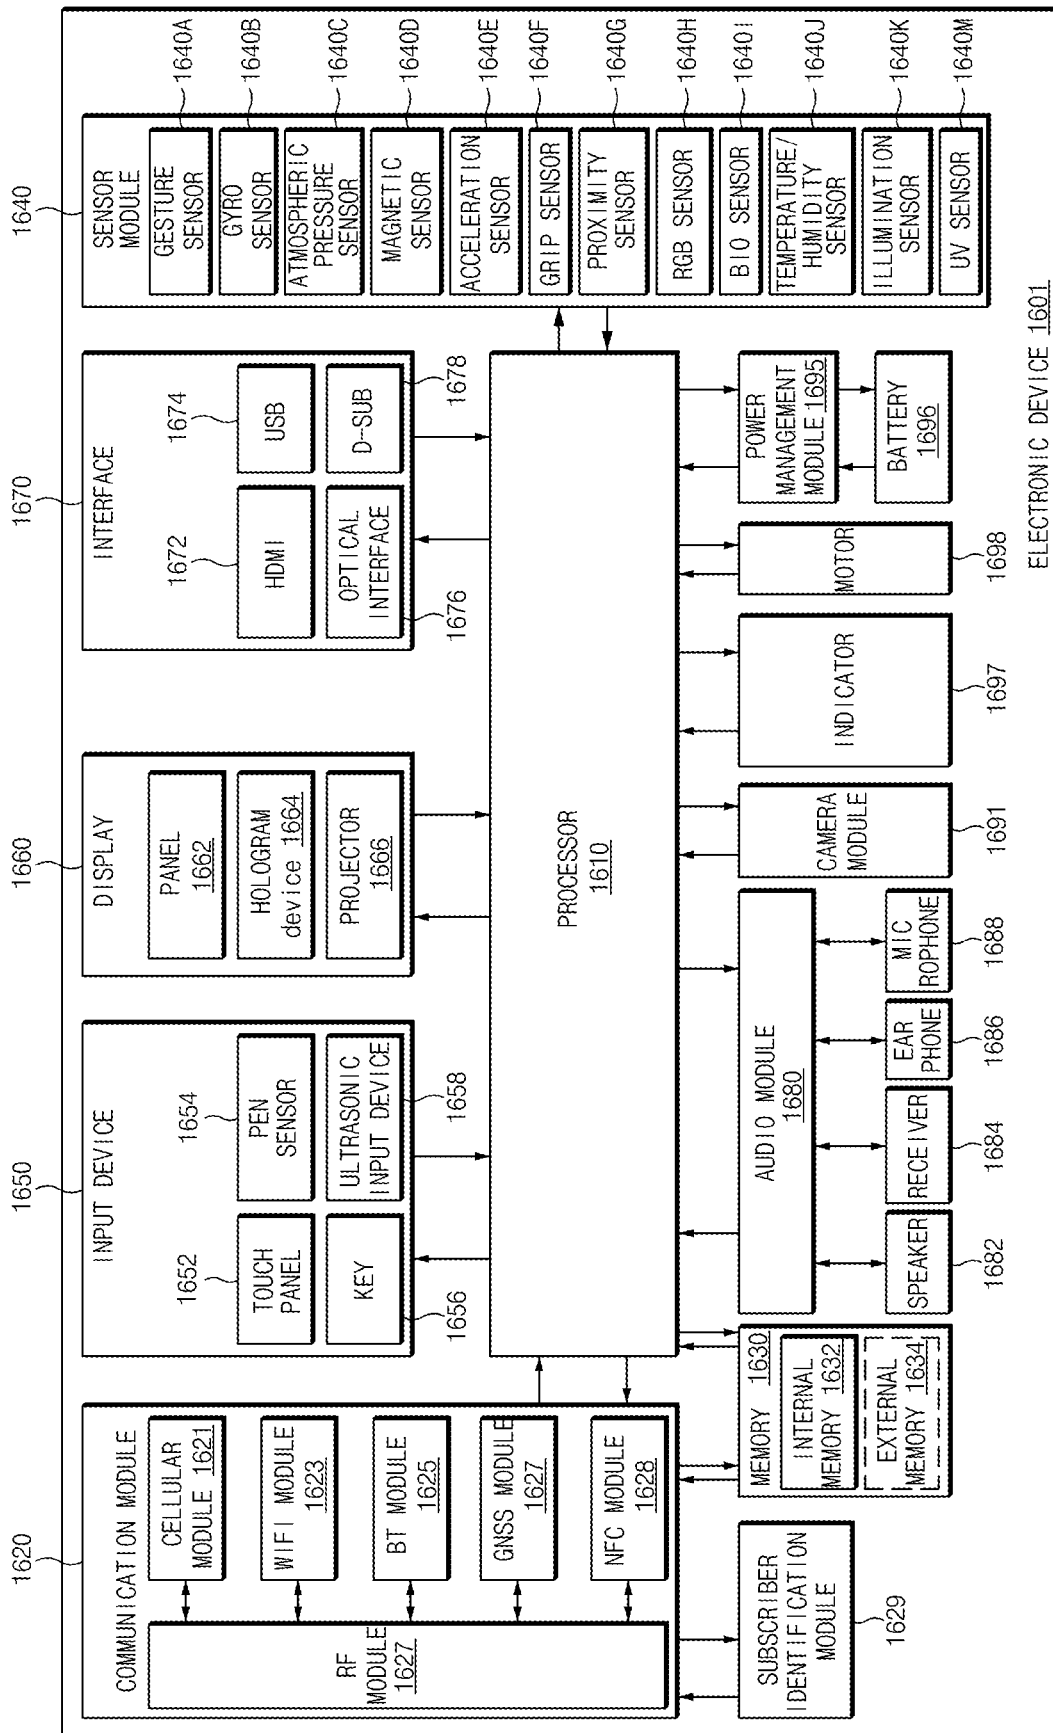 1620
COMMUNICATION MODULE
CELLULAR
MODULE 1621
WIFI MODULE
1623
BT MODULE
1625
GNSS MODULE
1627
NFC MODULE
1628
RF
MODULE
1627
SUBSCRIBER
IDENTIFICATION
MODULE
1629
1650
INPUT DEVICE
1652
TOUCH
PANEL
1654
PEN
SENSOR
KEY
1656
ULTRASONIC
INPUT DEVICE
1658
1660
DISPLAY
PANEL
1662
HOLOGRAM
device 1664
PROJECTOR
1666
1670
INTERFACE
1672
HDMI
1674
USB
OPTICAL
INTERFACE
1676
D-SUB
1678
1640
SENSOR
MODULE
GESTURE
SENSOR
1640A
GYRO
SENSOR
1640B
ATMOSPHERIC
PRESSURE
SENSOR
1640C
MAGNETIC
SENSOR
1640D
ACCELERATION
SENSOR
1640E
GRIP SENSOR
1640F
PROXIMITY
SENSOR
1640G
RGB SENSOR
1640H
BIO SENSOR
1640I
TEMPERATURE/
HUMIDITY
SENSOR
1640J
ILLUMINATION
SENSOR
1640K
UV SENSOR
1640M
PROCESSOR
1610
MEMORY 1630
INTERNAL
MEMORY 1632
EXTERNAL
MEMORY 1634
AUDIO MODULE
1680
SPEAKER
1682
RECEIVER
1684
EAR
PHONE
1686
MIC
ROPHONE
1688
CAMERA
MODULE
1691
INDICATOR
1697
MOTOR
1698
POWER
MANAGEMENT
MODULE 1695
BATTERY
1696
ELECTRONIC DEVICE 1601